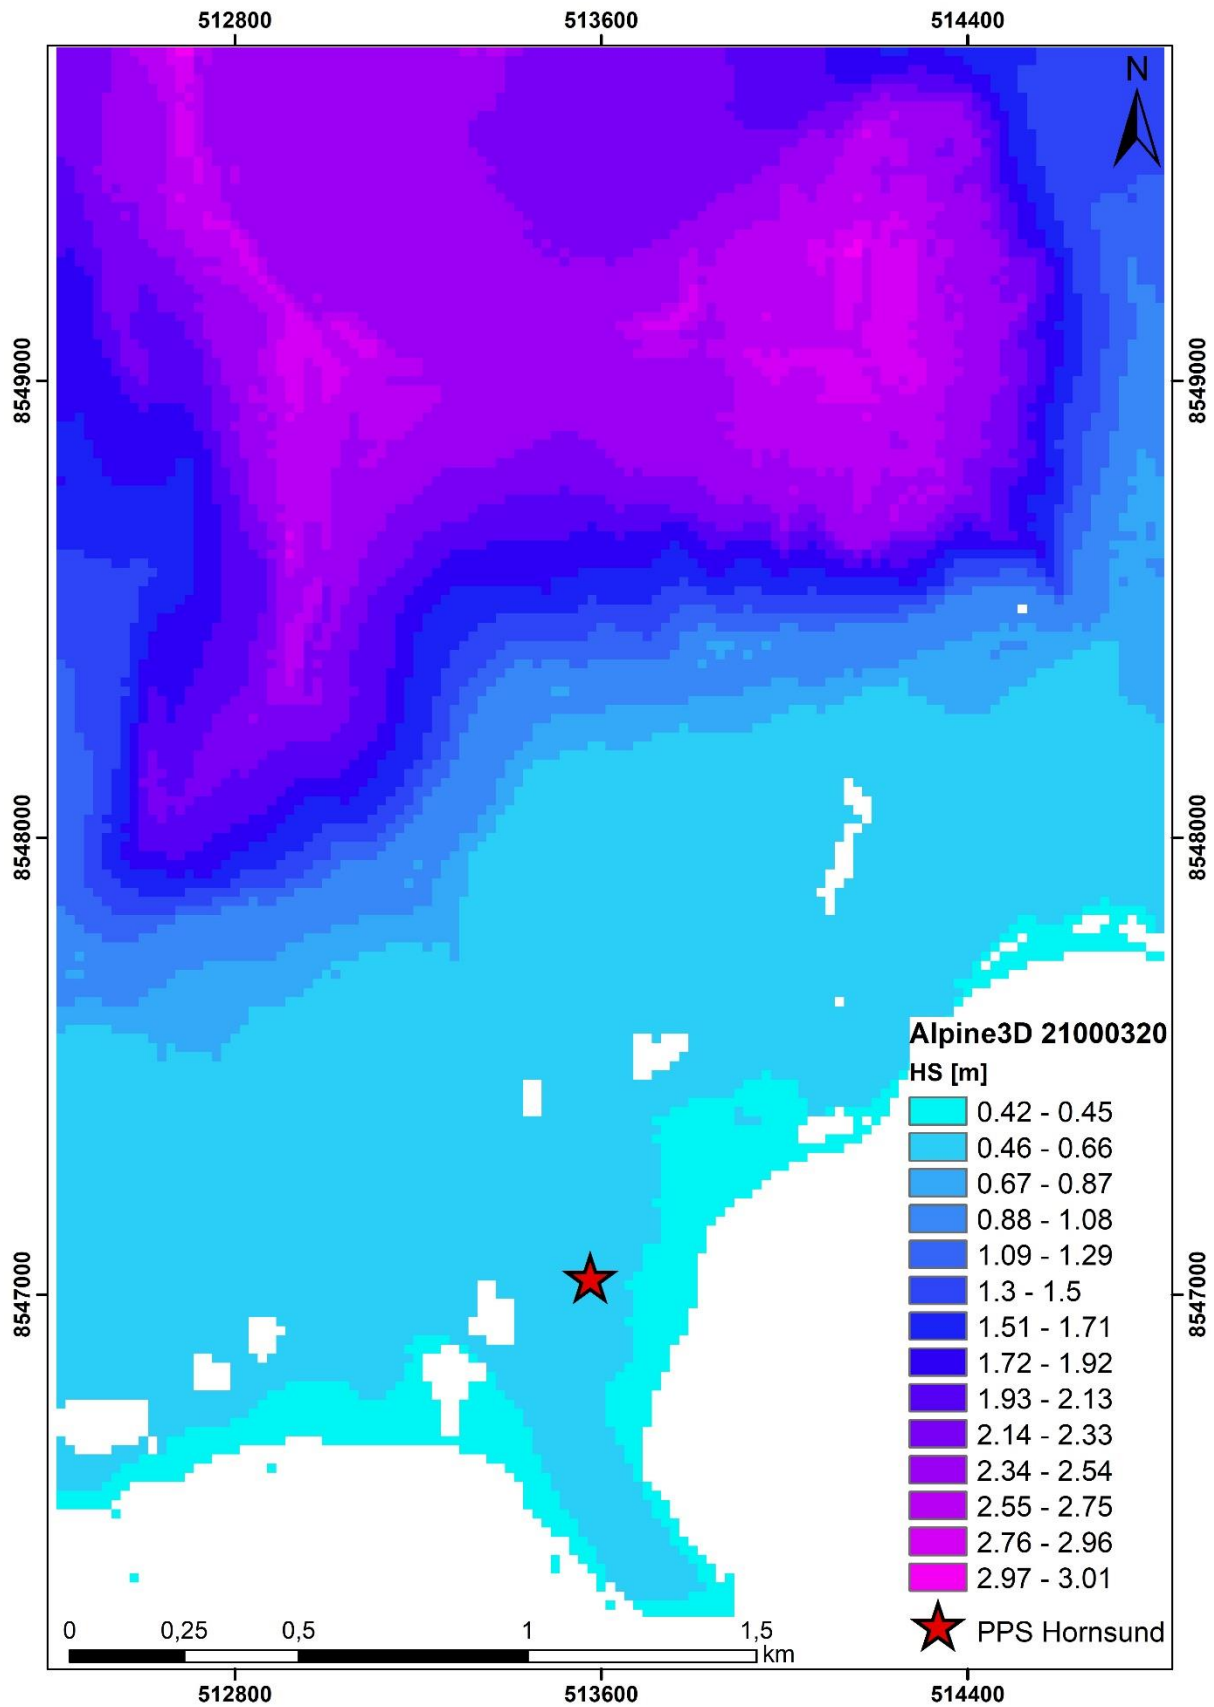 512800 513600 514400
N
8549000 8549000
8548000 8548000
Alpine3D 21000320
HS [m]
0.42 - 0.45
0.46 - 0.66
0.67 - 0.87
0.88 - 1.08
1.09 - 1.29
1.3 - 1.5
8547000 8547000
1.51 - 1.71
1.72 - 1.92
1.93 - 2.13
2.14 - 2.33
2.34 - 2.54
2.55 - 2.75
2.76 - 2.96
2.97 - 3.01
PPS Hornsund
0 0,25 0,5 1 1,5
km
512800 513600 514400